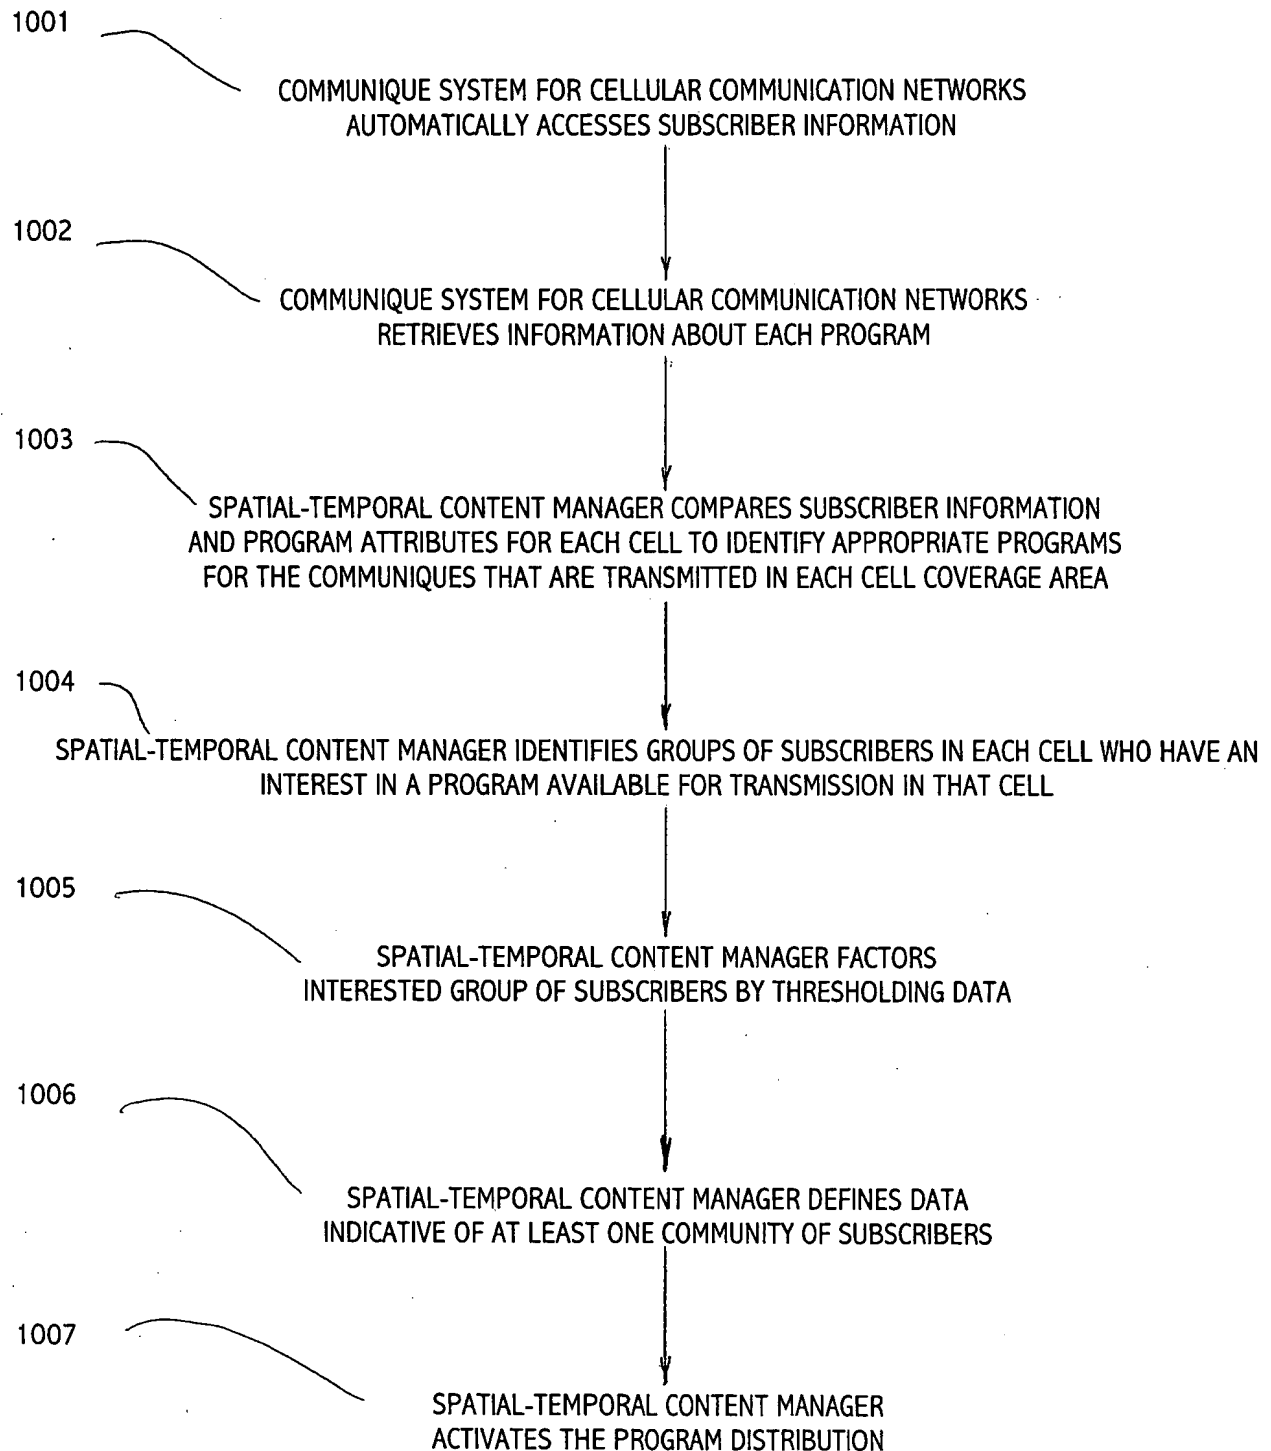 1001
COMMUNIQUE SYSTEM FOR CELLULAR COMMUNICATION NETWORKS
AUTOMATICALLY ACCESSES SUBSCRIBER INFORMATION
1002
COMMUNIQUE SYSTEM FOR CELLULAR COMMUNICATION NETWORKS
RETRIEVES INFORMATION ABOUT EACH PROGRAM
1003
SPATIAL-TEMPORAL CONTENT MANAGER COMPARES SUBSCRIBER INFORMATION
AND PROGRAM ATTRIBUTES FOR EACH CELL TO IDENTIFY APPROPRIATE PROGRAMS
FOR THE COMMUNIQUES THAT ARE TRANSMITTED IN EACH CELL COVERAGE AREA
1004
SPATIAL-TEMPORAL CONTENT MANAGER IDENTIFIES GROUPS OF SUBSCRIBERS IN EACH CELL WHO HAVE AN
INTEREST IN A PROGRAM AVAILABLE FOR TRANSMISSION IN THAT CELL
1005
SPATIAL-TEMPORAL CONTENT MANAGER FACTORS
INTERESTED GROUP OF SUBSCRIBERS BY THRESHOLDING DATA
1006
SPATIAL-TEMPORAL CONTENT MANAGER DEFINES DATA
INDICATIVE OF AT LEAST ONE COMMUNITY OF SUBSCRIBERS
1007
SPATIAL-TEMPORAL CONTENT MANAGER
ACTIVATES THE PROGRAM DISTRIBUTION